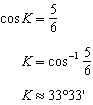 cos K = 5/6
K = cos⁻¹ 5/6
K ≈ 33°33'